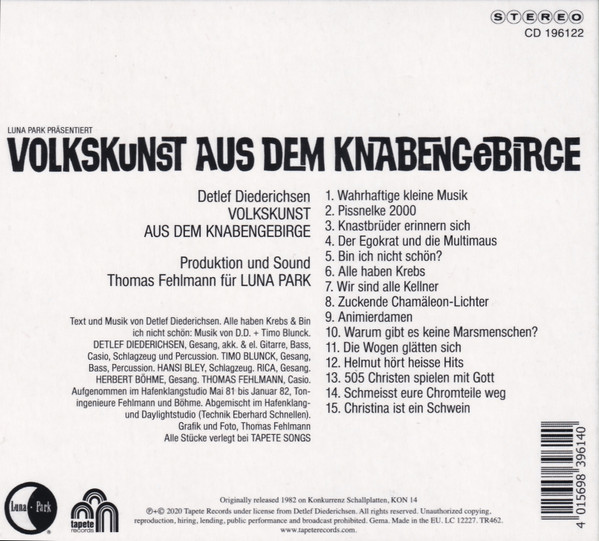 STEREO
CD 196122
LUNA PARK PRÄSENTIERT
VOLKSKUNST AUS DEM KNABENGEBIRGE
Detlef Diederichsen
VOLKSKUNST
AUS DEM KNABENGEBIRGE
Produktion und Sound
Thomas Fehlmann für LUNA PARK
Text und Musik von Detlef Diederichsen. Alle haben Krebs & Bin
ich nicht schön: Musik von D.D. + Timo Blunck.
DETLEF DIEDERICHSEN, Gesang, akk. & el. Gitarre, Bass,
Casio, Schlagzeug und Percussion. TIMO BLUNCK, Gesang,
Bass, Percussion. HANSI BLEY, Schlagzeug. RICA, Gesang.
HERBERT BÖHME, Gesang. THOMAS FEHLMANN, Casio.
Aufgenommen im Hafenklangstudio Mai 81 bis Januar 82, Ton-
ingenieure Fehlmann und Böhme. Abgemischt im Hafenklang-
und Daylightstudio (Technik Eberhard Schnellen).
Grafik und Foto, Thomas Fehlmann
Alle Stücke verlegt bei TAPETE SONGS
1. Wahrhaftige kleine Musik
2. Pissnelke 2000
3. Knastbrüder erinnern sich
4. Der Egokrat und die Multimaus
5. Bin ich nicht schön?
6. Alle haben Krebs
7. Wir sind alle Kellner
8. Zuckende Chamäleon-Lichter
9. Animierdamen
10. Warum gibt es keine Marsmenschen?
11. Die Wogen glätten sich
12. Helmut hört heisse Hits
13. 505 Christen spielen mit Gott
14. Schmeisst eure Chromteile weg
15. Christina ist ein Schwein
4 015698 396140
Luna-Park
®
tapete
records
Originally released 1982 on Konkurrenz Schallplatten, KON 14
℗+© 2020 Tapete Records under license from Detlef Diederichsen. All rights reserved. Unauthorized copying,
reproduction, hiring, lending, public performance and broadcast prohibited. Gema. Made in the EU. LC 12227. TR462.
www.tapeterecords.com